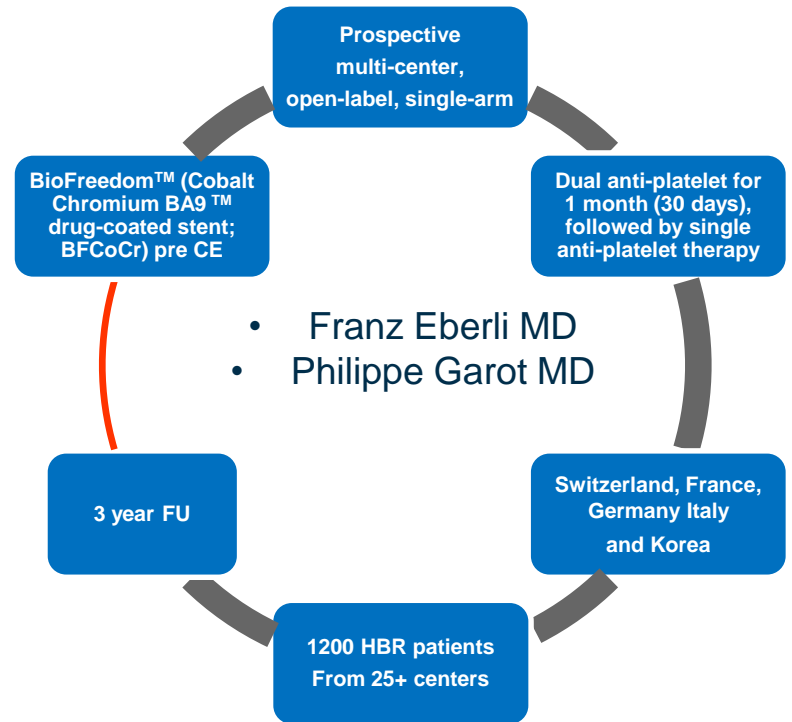 Prospective
multi-center,
open-label, single-arm
BioFreedom™ (Cobalt
Chromium BA9 ™
drug-coated stent;
BFCoCr) pre CE
Dual anti-platelet for
1 month (30 days),
followed by single
anti-platelet therapy
• Franz Eberli MD
• Philippe Garot MD
3 year FU
Switzerland, France,
Germany Italy
and Korea
1200 HBR patients
From 25+ centers